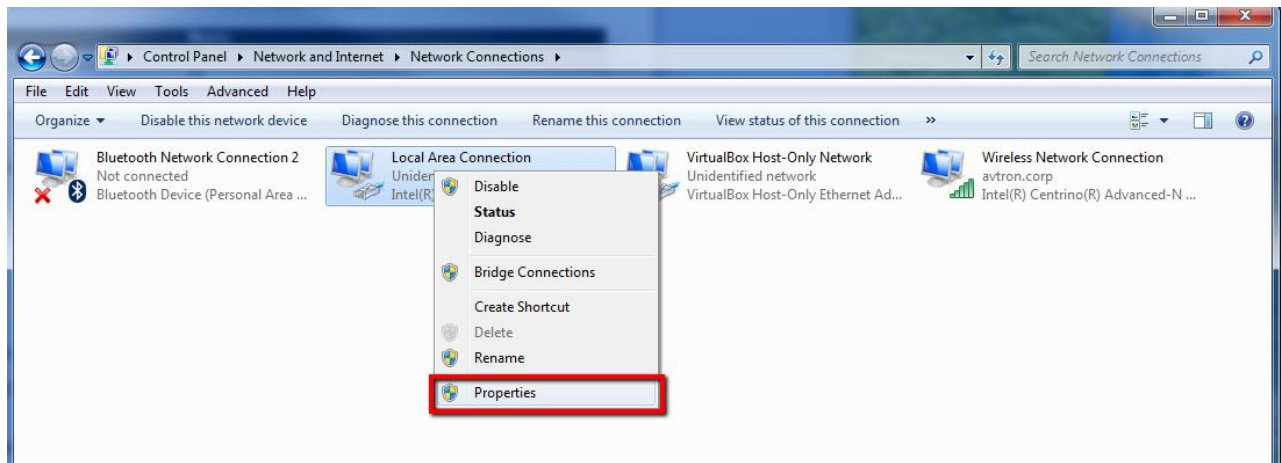 Control Panel ▸ Network and Internet ▸ Network Connections ▸
Search Network Connections
File Edit View Tools Advanced Help
Organize Disable this network device Diagnose this connection Rename this connection View status of this connection »
Bluetooth Network Connection 2
Not connected
Bluetooth Device (Personal Area ...
Local Area Connection
Uniden
Intel(R)
VirtualBox Host-Only Network
Unidentified network
VirtualBox Host-Only Ethernet Ad...
Wireless Network Connection
avtron.corp
Intel(R) Centrino(R) Advanced-N ...
Disable
Status
Diagnose
Bridge Connections
Create Shortcut
Delete
Rename
Properties